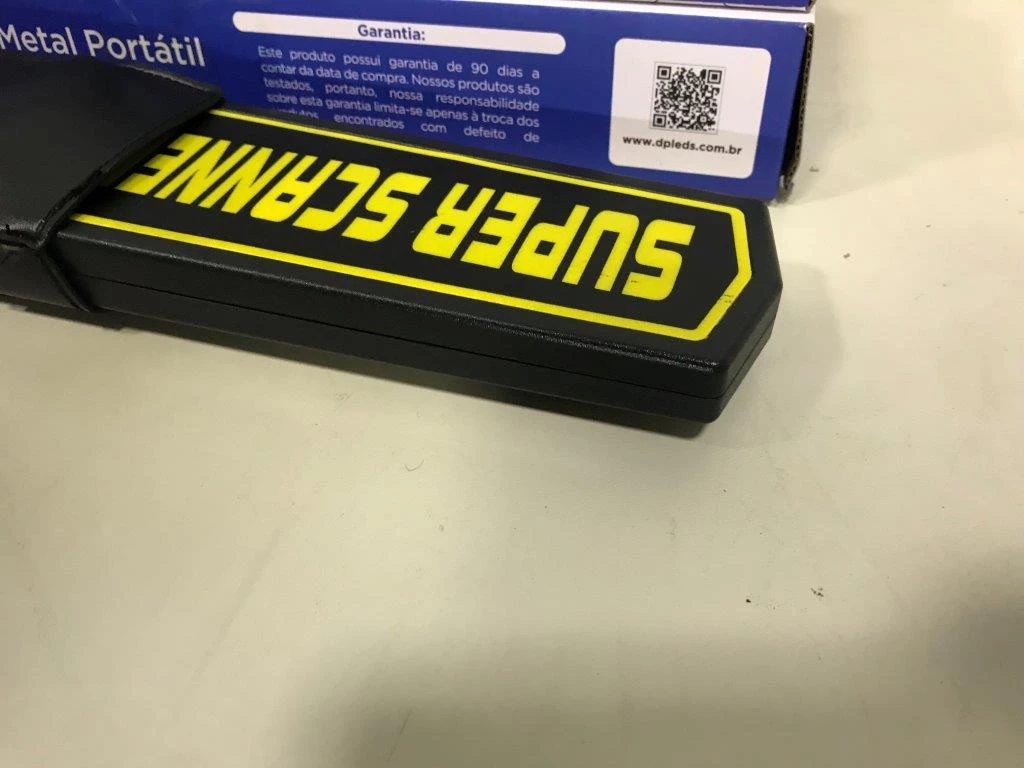 Metal Portátil
Garantia:
Este produto possui garantia de 90 dias a
contar da data de compra. Nossos produtos são
testados, portanto, nossa responsabilidade
sobre esta garantia limita-se apenas à troca dos
encontrados com defeito de
www.dpleds.com.br
SUPER SCANNE